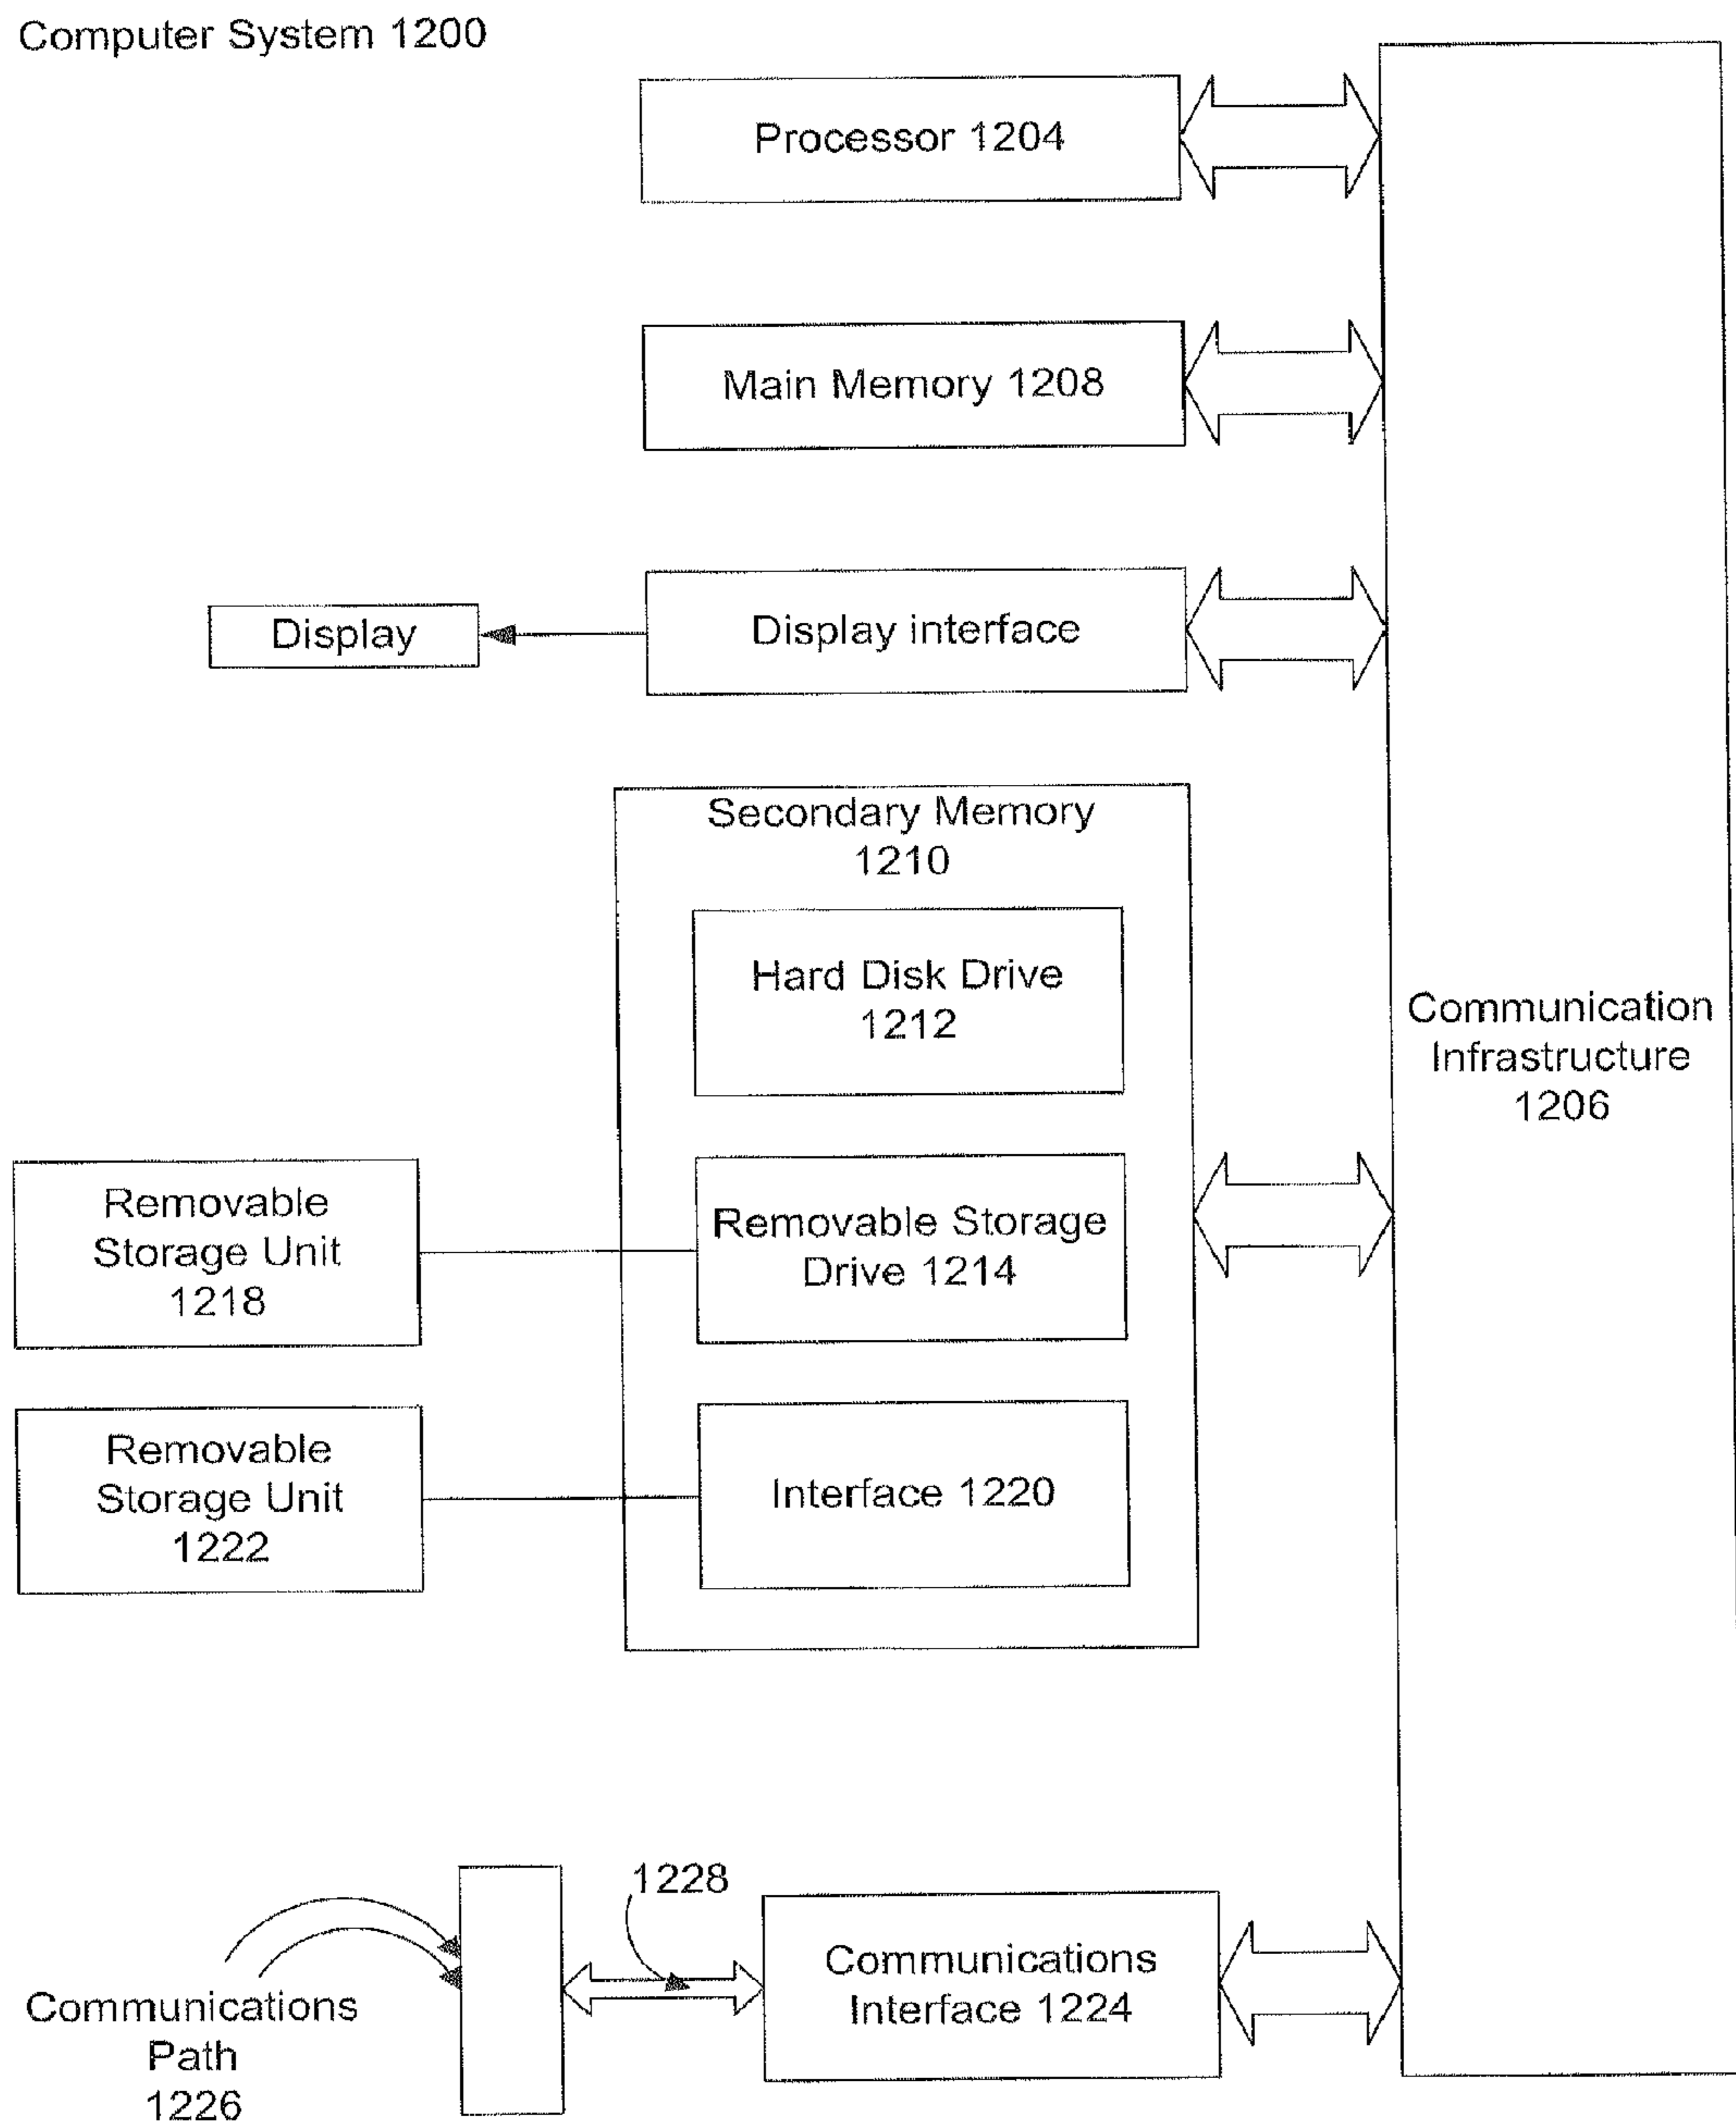 Computer System 1200
Processor 1204
Main Memory 1208
Display
Display interface
Secondary Memory
1210
Hard Disk Drive
1212
Communication
Infrastructure
1206
Removable
Storage Unit
1218
Removable Storage
Drive 1214
Removable
Storage Unit
1222
Interface 1220
1228
Communications
Interface 1224
Communications
Path
1226